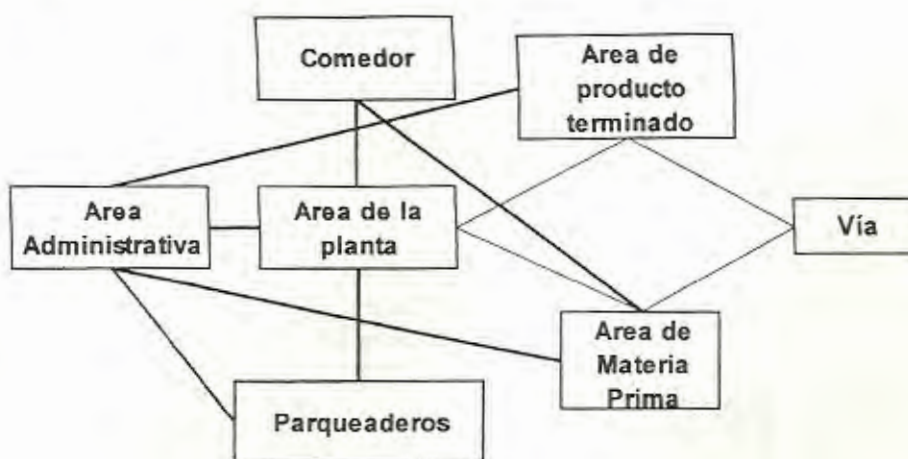 Comedor
Area de
producto
terminado
Area
Administrativa
Area de la
planta
Vía
Area de
Materia
Prima
Parqueaderos